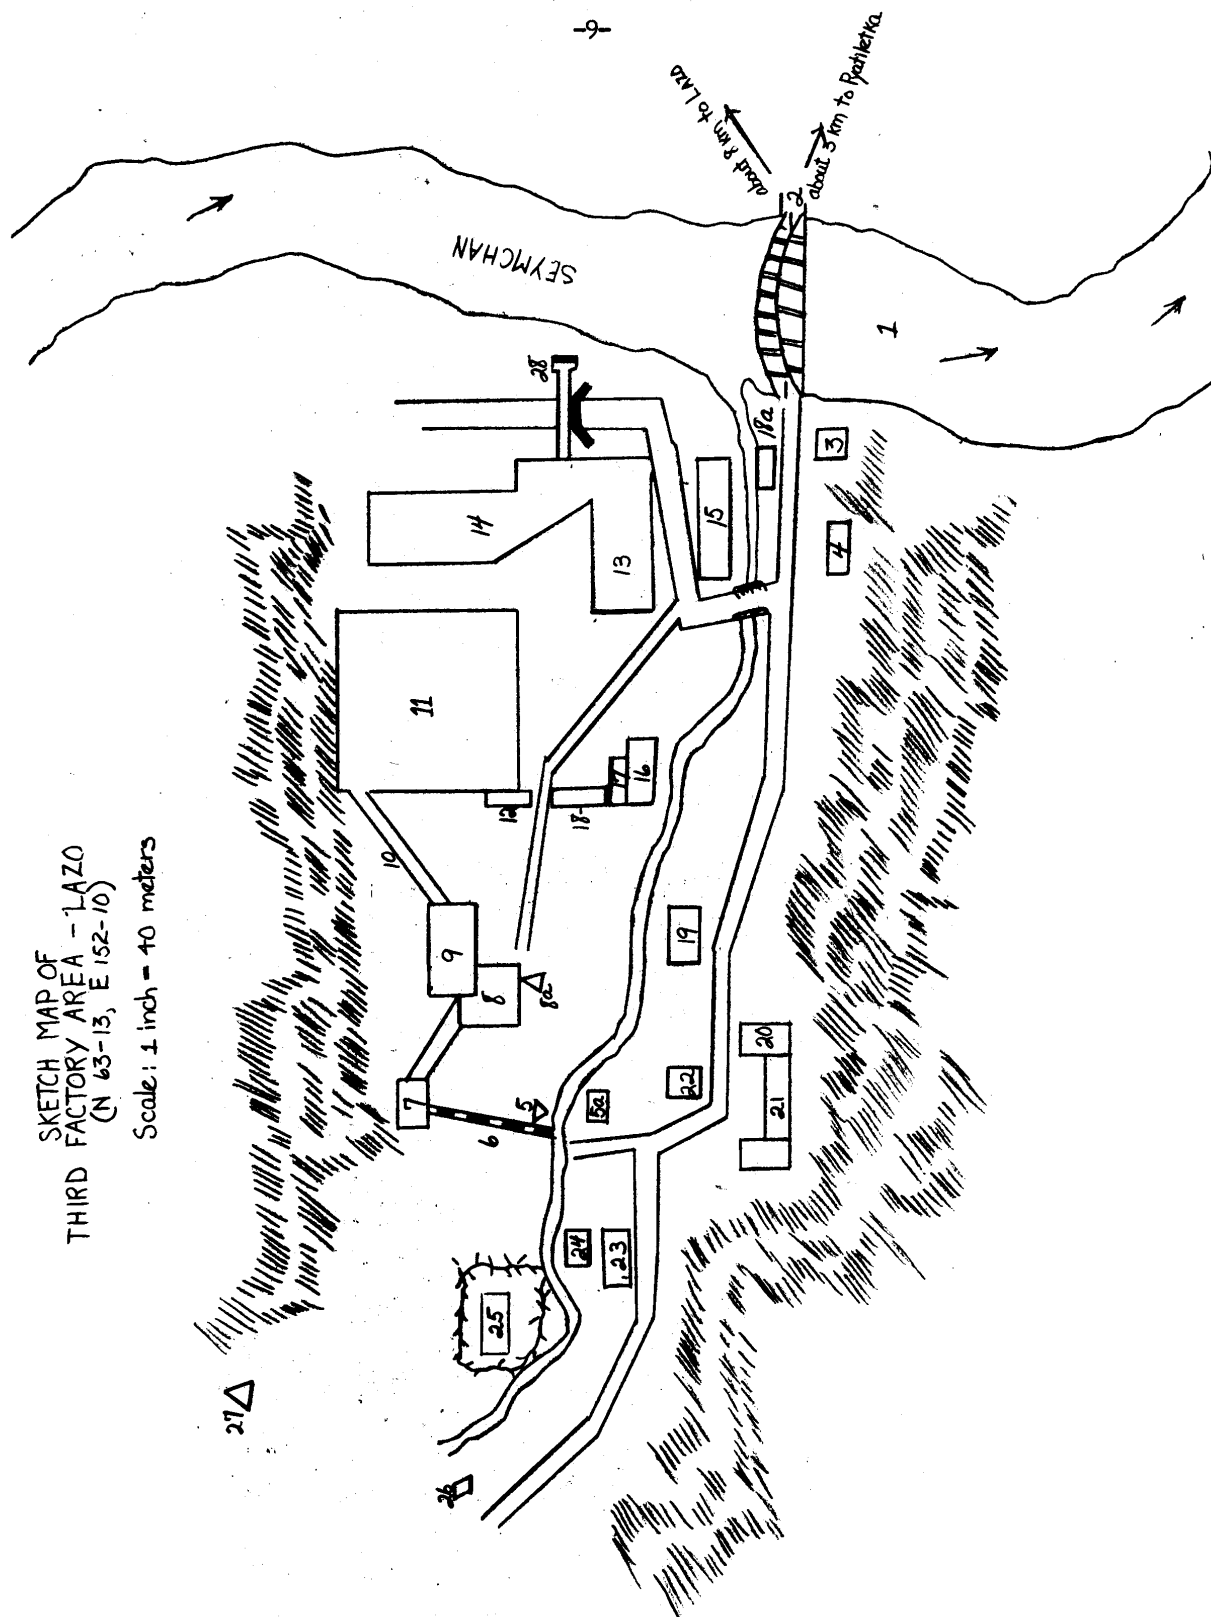 -9-
SKETCH MAP OF
THIRD FACTORY AREA - LAZO
(N 63-13, E 152-10)
Scale: 1 inch = 40 meters
about 8 km to LAZO
about 3 km to Pyatiletka
SEYMCHAN
1
2
3
4
5
5a
6
7
8
8a
9
10
11
12
13
14
15
16
17
18
18a
19
20
21
22
23
24
25
26
27
28